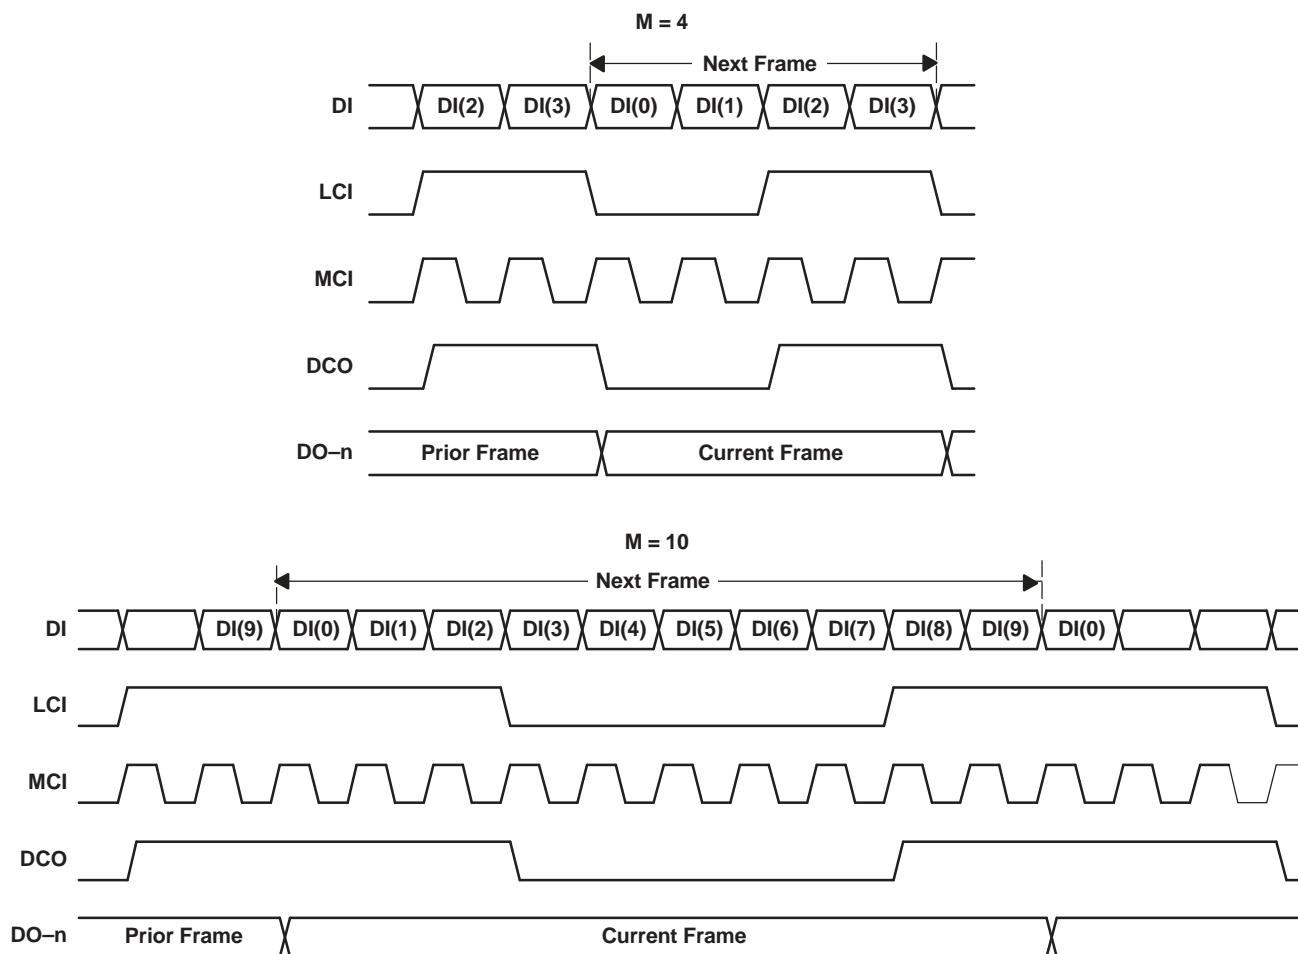 M = 4
Next Frame
DI DI(2) DI(3) DI(0) DI(1) DI(2) DI(3)
LCI
MCI
DCO
DO–n Prior Frame Current Frame
M = 10
Next Frame
DI DI(9) DI(0) DI(1) DI(2) DI(3) DI(4) DI(5) DI(6) DI(7) DI(8) DI(9) DI(0)
LCI
MCI
DCO
DO–n Prior Frame Current Frame